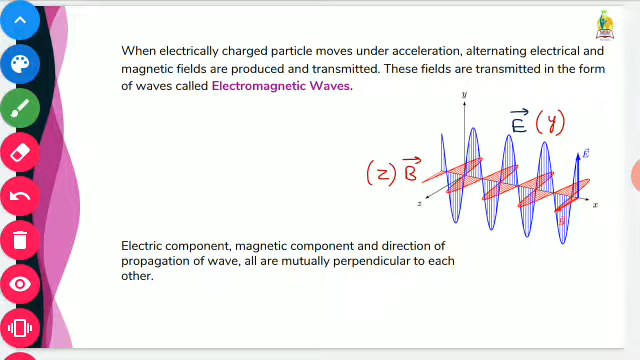 When electrically charged particle moves under acceleration, alternating electrical and
magnetic fields are produced and transmitted. These fields are transmitted in the form
of waves called Electromagnetic Waves.
y
E (y)
E
(z) B
z
x
B
Electric component, magnetic component and direction of
propagation of wave, all are mutually perpendicular to each
other.